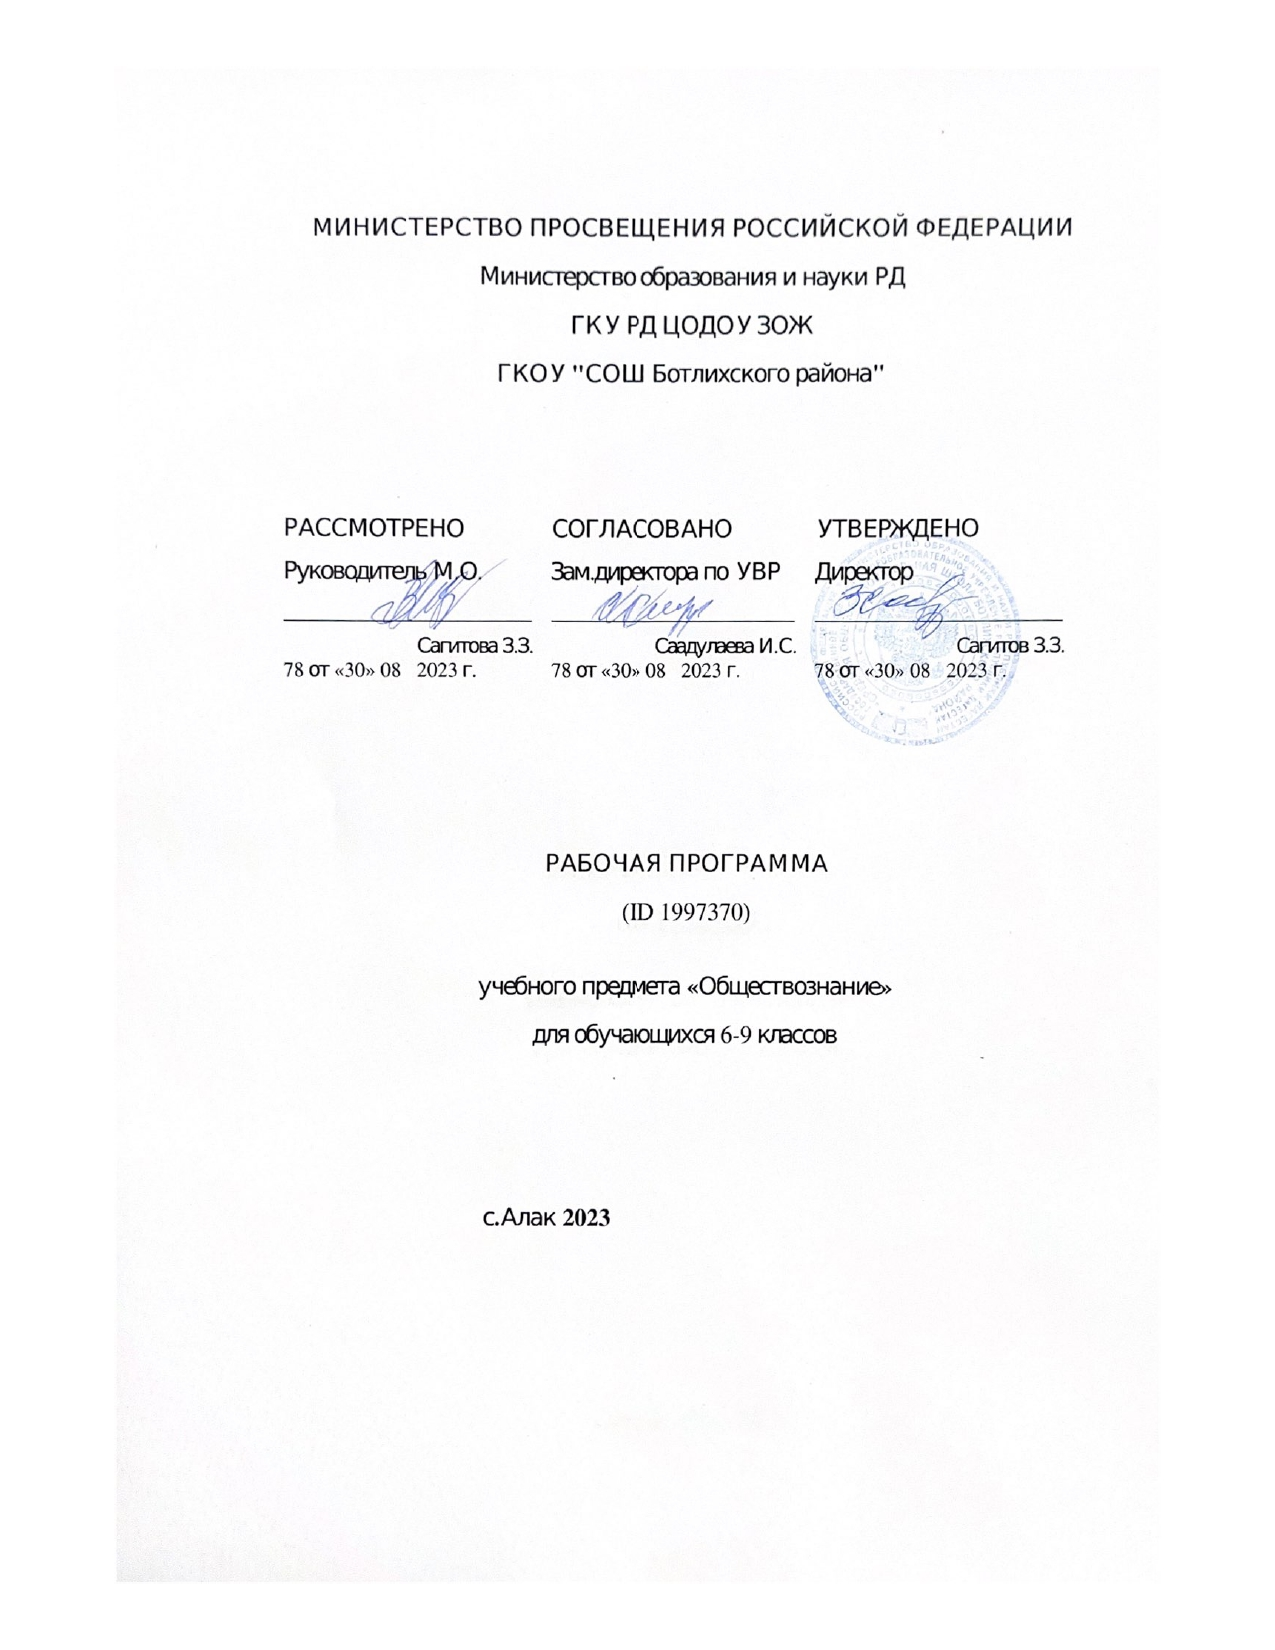 МИНИСТЕРСТВО ПРОСВЕЩЕНИЯ РОССИЙСКОЙ ФЕДЕРАЦИИ
Министерство образования и науки РД
ГКУ РД ЦОДОУ ЗОЖ
ГКОУ "СОШ Ботлихского района"
РАССМОТРЕНО СОГЛАСОВАНО УТВЕРЖДЕНО
Руководитель М.О. Зам.директора по УВР Директор
Сагитова З.З. Саадулаева И.С. Сагитов З.З.
78 от «30» 08 2023 г. 78 от «30» 08 2023 г. 78 от «30» 08 2023 г.
РАБОЧАЯ ПРОГРАММА
(ID 1997370)
учебного предмета «Обществознание»
для обучающихся 6-9 классов
с.Алак 2023